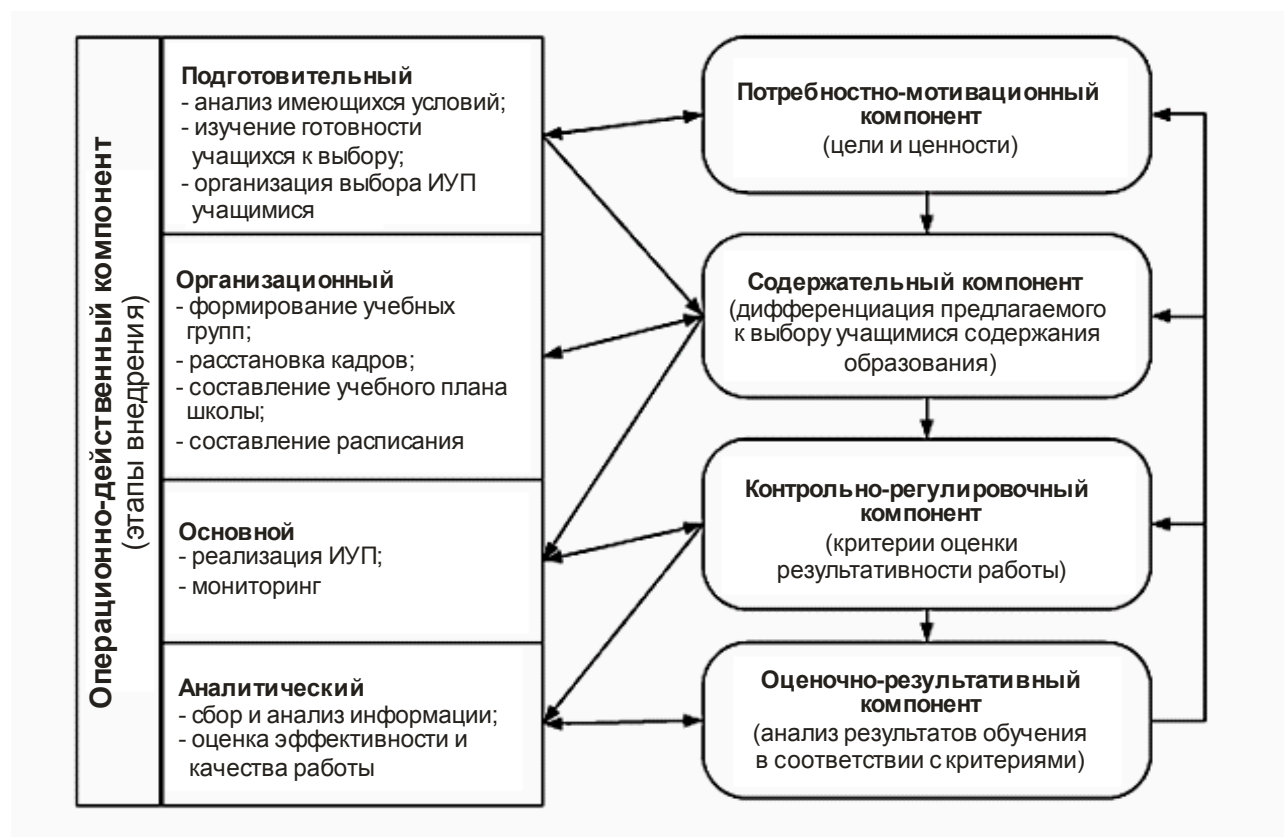 Операционно-действенный компонент
(этапы внедрения)
Подготовительный
- анализ имеющихся условий;
- изучение готовности
учащихся к выбору;
- организация выбора ИУП
учащимися
Организационный
- формирование учебных
групп;
- расстановка кадров;
- составление учебного плана
школы;
- составление расписания
Основной
- реализация ИУП;
- мониторинг
Аналитический
- сбор и анализ информации;
- оценка эффективности и
качества работы
Потребностно-мотивационный
компонент
(цели и ценности)
Содержательный компонент
(дифференциация предлагаемого
к выбору учащимися содержания
образования)
Контрольно-регулировочный
компонент
(критерии оценки
результативности работы)
Оценочно-результативный
компонент
(анализ результатов обучения
в соответствии с критериями)